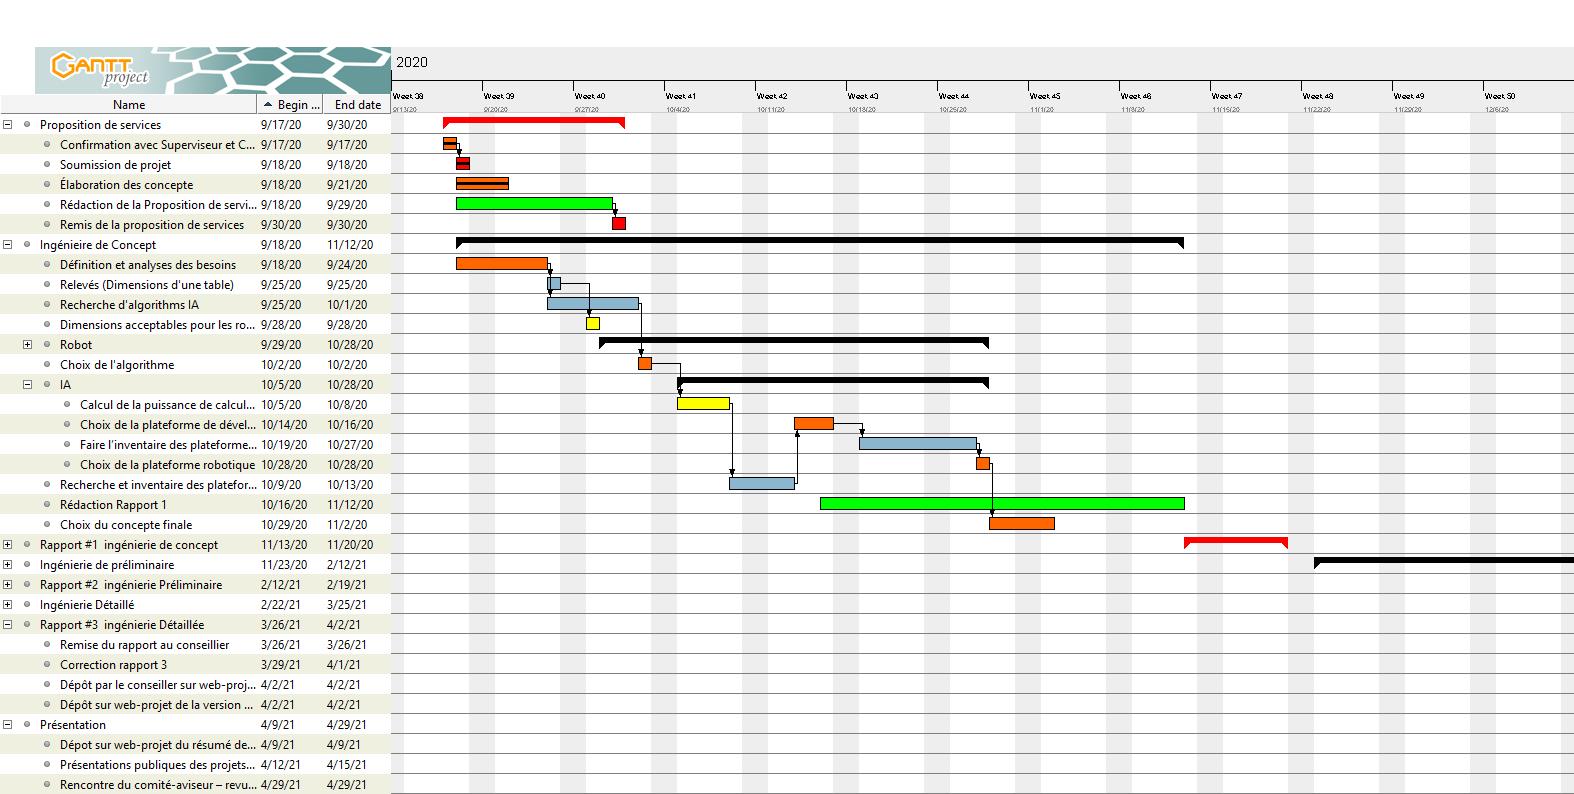 GANTT
project
2020
Name Begin ... End date
Week 38 Week 39 Week 40 Week 41 Week 42 Week 43 Week 44 Week 45 Week 46 Week 47 Week 48 Week 49 Week 50
9/13/20 9/20/20 9/27/20 10/4/20 10/11/20 10/18/20 10/25/20 11/1/20 11/8/20 11/15/20 11/22/20 11/29/20 12/6/20
Proposition de services 9/17/20 9/30/20
Confirmation avec Superviseur et C... 9/17/20 9/17/20
Soumission de projet 9/18/20 9/18/20
Élaboration des concepte 9/18/20 9/21/20
Rédaction de la Proposition de servi... 9/18/20 9/29/20
Remis de la proposition de services 9/30/20 9/30/20
Ingénieire de Concept 9/18/20 11/12/20
Définition et analyses des besoins 9/18/20 9/24/20
Relevés (Dimensions d'une table) 9/25/20 9/25/20
Recherche d'algorithms IA 9/25/20 10/1/20
Dimensions acceptables pour les ro... 9/28/20 9/28/20
Robot 9/29/20 10/28/20
Choix de l'algorithme 10/2/20 10/2/20
IA 10/5/20 10/28/20
Calcul de la puissance de calcul... 10/5/20 10/8/20
Choix de la plateforme de dével... 10/14/20 10/16/20
Faire l'inventaire des plateforme... 10/19/20 10/27/20
Choix de la plateforme robotique 10/28/20 10/28/20
Recherche et inventaire des platefor... 10/9/20 10/13/20
Rédaction Rapport 1 10/16/20 11/12/20
Choix du concepte finale 10/29/20 11/2/20
Rapport #1 ingénierie de concept 11/13/20 11/20/20
Ingénierie de préliminaire 11/23/20 2/12/21
Rapport #2 ingénierie Préliminaire 2/12/21 2/19/21
Ingénierie Détaillé 2/22/21 3/25/21
Rapport #3 ingénierie Détaillée 3/26/21 4/2/21
Remise du rapport au conseillier 3/26/21 3/26/21
Correction rapport 3 3/29/21 4/1/21
Dépôt par le conseiller sur web-proj... 4/2/21 4/2/21
Dépôt sur web-projet de la version ... 4/2/21 4/2/21
Présentation 4/9/21 4/29/21
Dépot sur web-projet du résumé de... 4/9/21 4/9/21
Présentations publiques des projets... 4/12/21 4/15/21
Rencontre du comité-aviseur – revu... 4/29/21 4/29/21